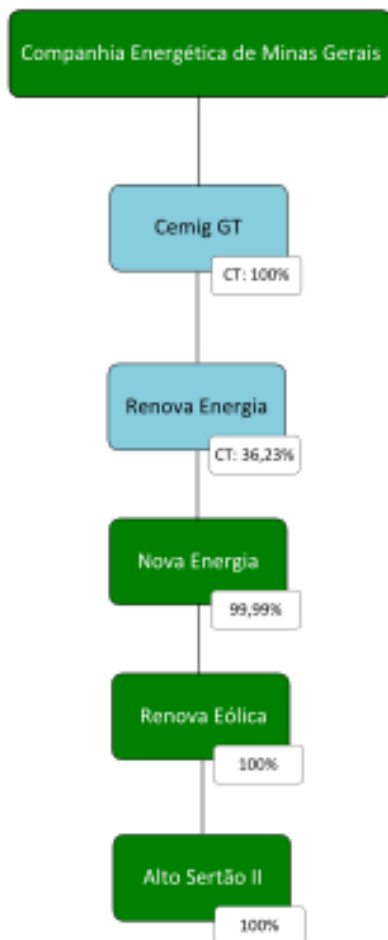 Companhia Energética de Minas Gerais
Cemig GT
CT: 100%
Renova Energia
CT: 36,23%
Nova Energia
99,99%
Renova Eólica
100%
Alto Sertão II
100%